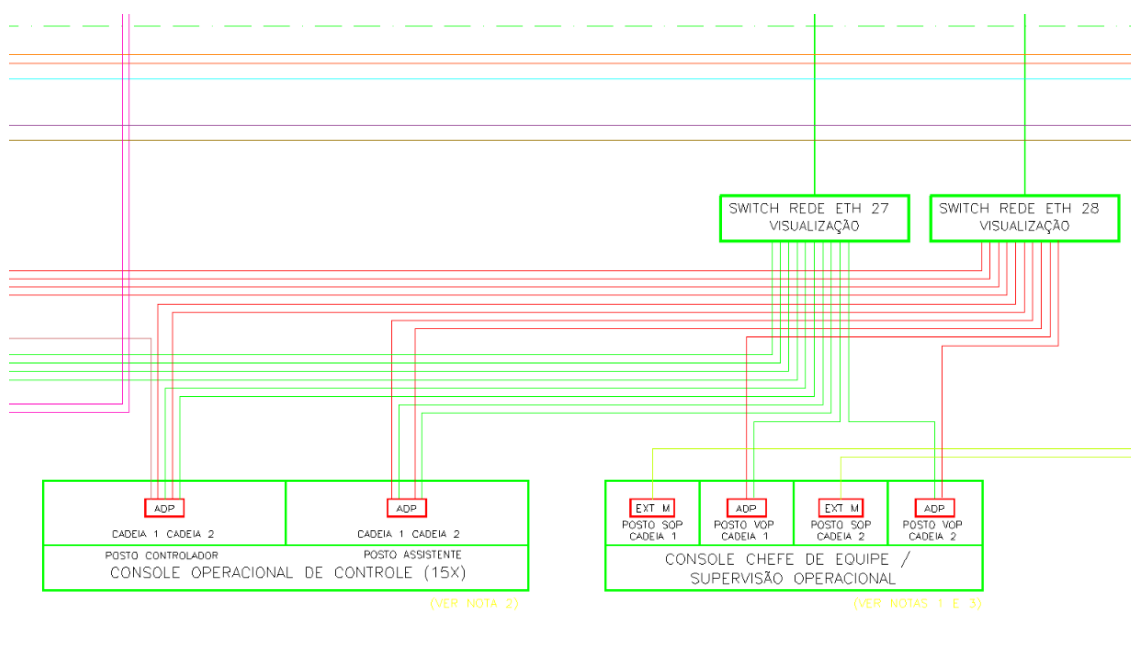 SWITCH REDE ETH 27
VISUALIZAÇÃO
SWITCH REDE ETH 28
VISUALIZAÇÃO
ADP
CADEIA 1 CADEIA 2
POSTO CONTROLADOR
ADP
CADEIA 1 CADEIA 2
POSTO ASSISTENTE
CONSOLE OPERACIONAL DE CONTROLE (15X)
(VER NOTA 2)
EXT M
POSTO SOP
CADEIA 1
ADP
POSTO VOP
CADEIA 1
EXT M
POSTO SOP
CADEIA 2
ADP
POSTO VOP
CADEIA 2
CONSOLE CHEFE DE EQUIPE /
SUPERVISÃO OPERACIONAL
(VER NOTAS 1 E 3)